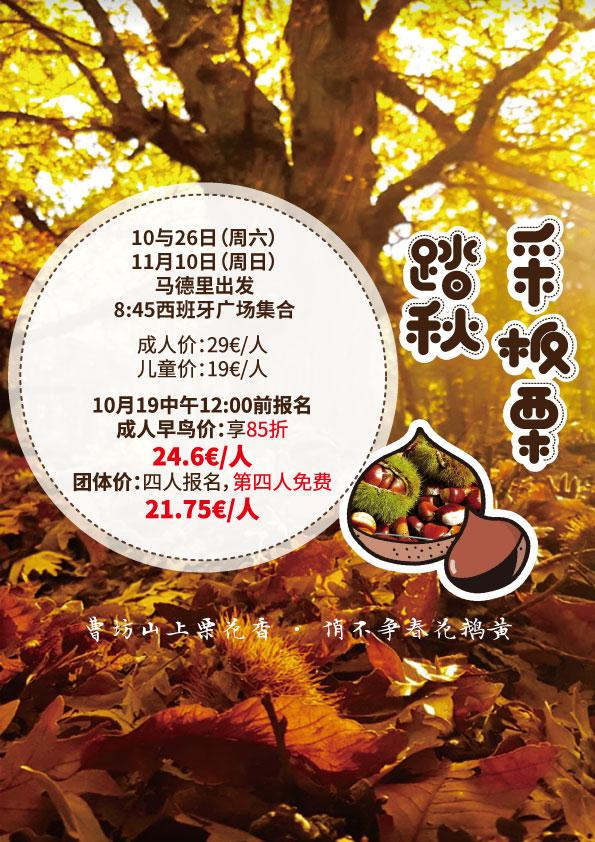 踏秋
采板栗
10与26日（周六）
11月10日（周日）
马德里出发
8:45西班牙广场集合
成人价：29€/人
儿童价：19€/人
10月19中午12:00前报名
成人早鸟价：享85折
24.6€/人
团体价：四人报名，第四人免费
21.75€/人
曹坊山上栗花香 · 俏不争春花鹅黄